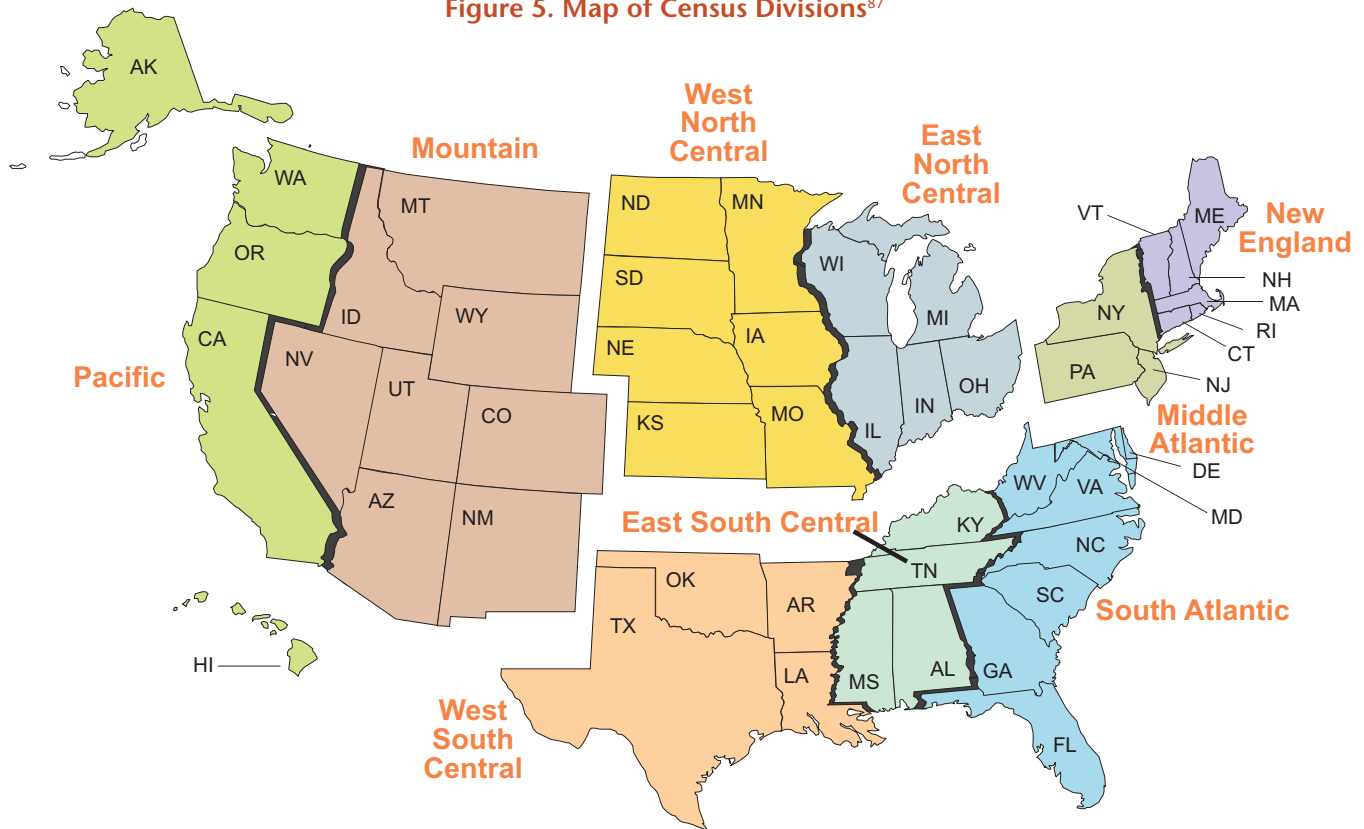 Figure 5. Map of Census Divisions87
AK
West
North
Central
East
North
Central
Mountain
WA
MT
ND
MN
VT
ME
New
England
OR
WI
SD
NH
MA
ID
WY
NY
MI
RI
CA
NV
NE
IA
CT
Pacific
UT
PA
NJ
CO
OH
IN
KS
MO
IL
Middle
Atlantic
DE
WV
VA
AZ
MD
NM
East South Central
KY
NC
TN
OK
AR
SC
South Atlantic
TX
HI
LA
MS
AL
GA
West
South
Central
FL